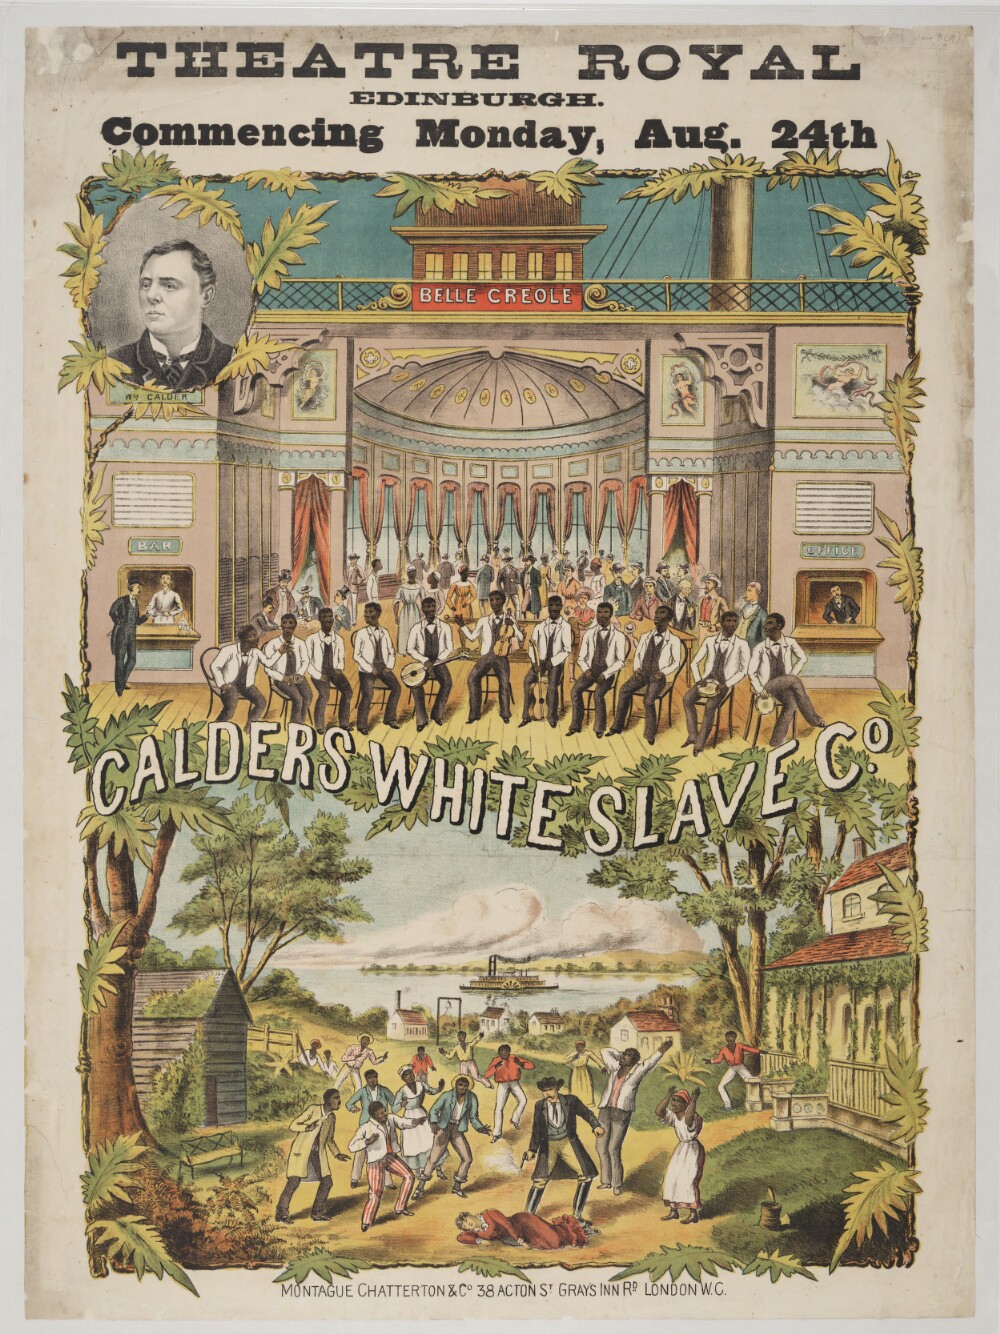 THEATRE ROYAL
EDINBURGH.
Commencing Monday, Aug. 24th
BELLE CREOLE
WM CALDER
BAR
OFFICE
CALDERS WHITE SLAVE Co.
MONTAGUE CHATTERTON & Co 38 ACTON ST GRAY'S INN RD LONDON W.C.